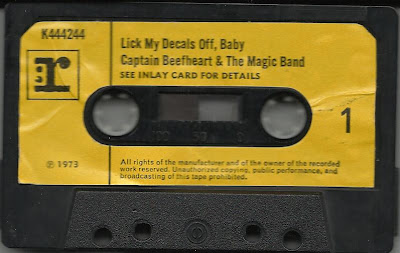 K444244
Lick My Decals Off, Baby
Captain Beefheart & The Magic Band
SEE INLAY CARD FOR DETAILS
r
1
℗ 1973
All rights of the manufacturer and of the owner of the recorded
work reserved. Unauthorized copying, public performance, and
broadcasting of this tape prohibited.